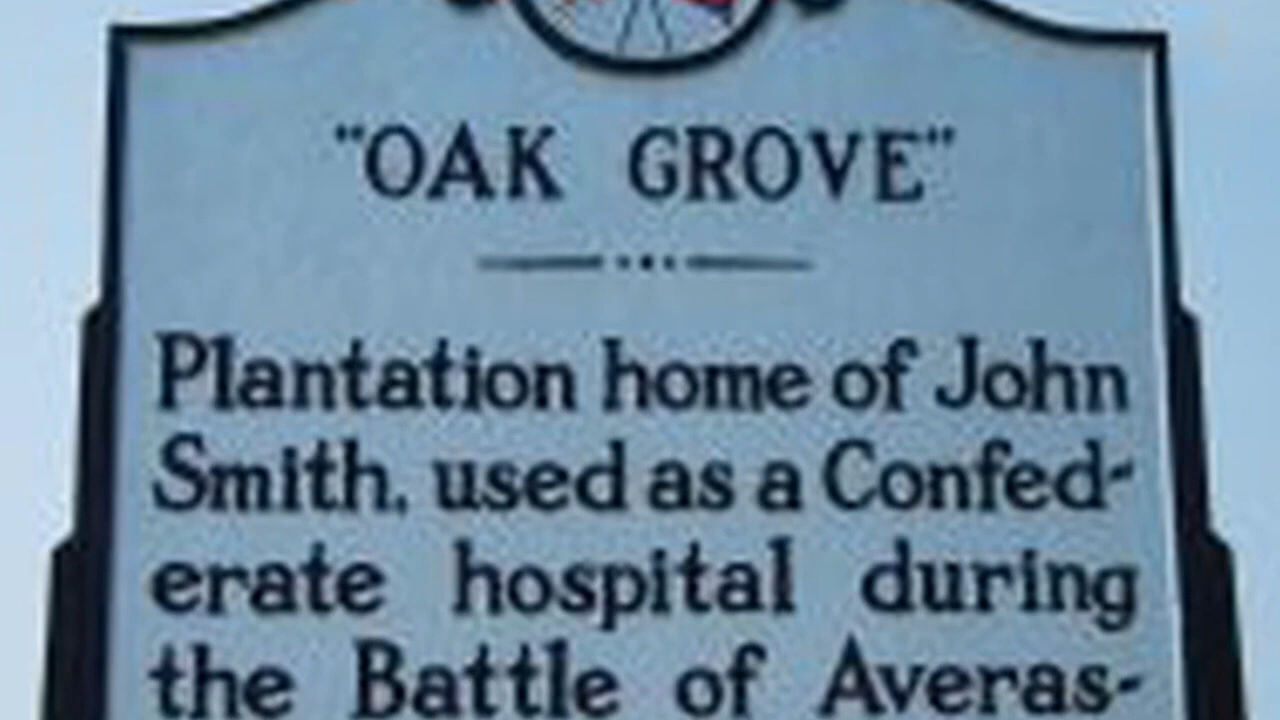 "OAK GROVE"
Plantation home of John
Smith, used as a Confed-
erate hospital during
the Battle of Averas-